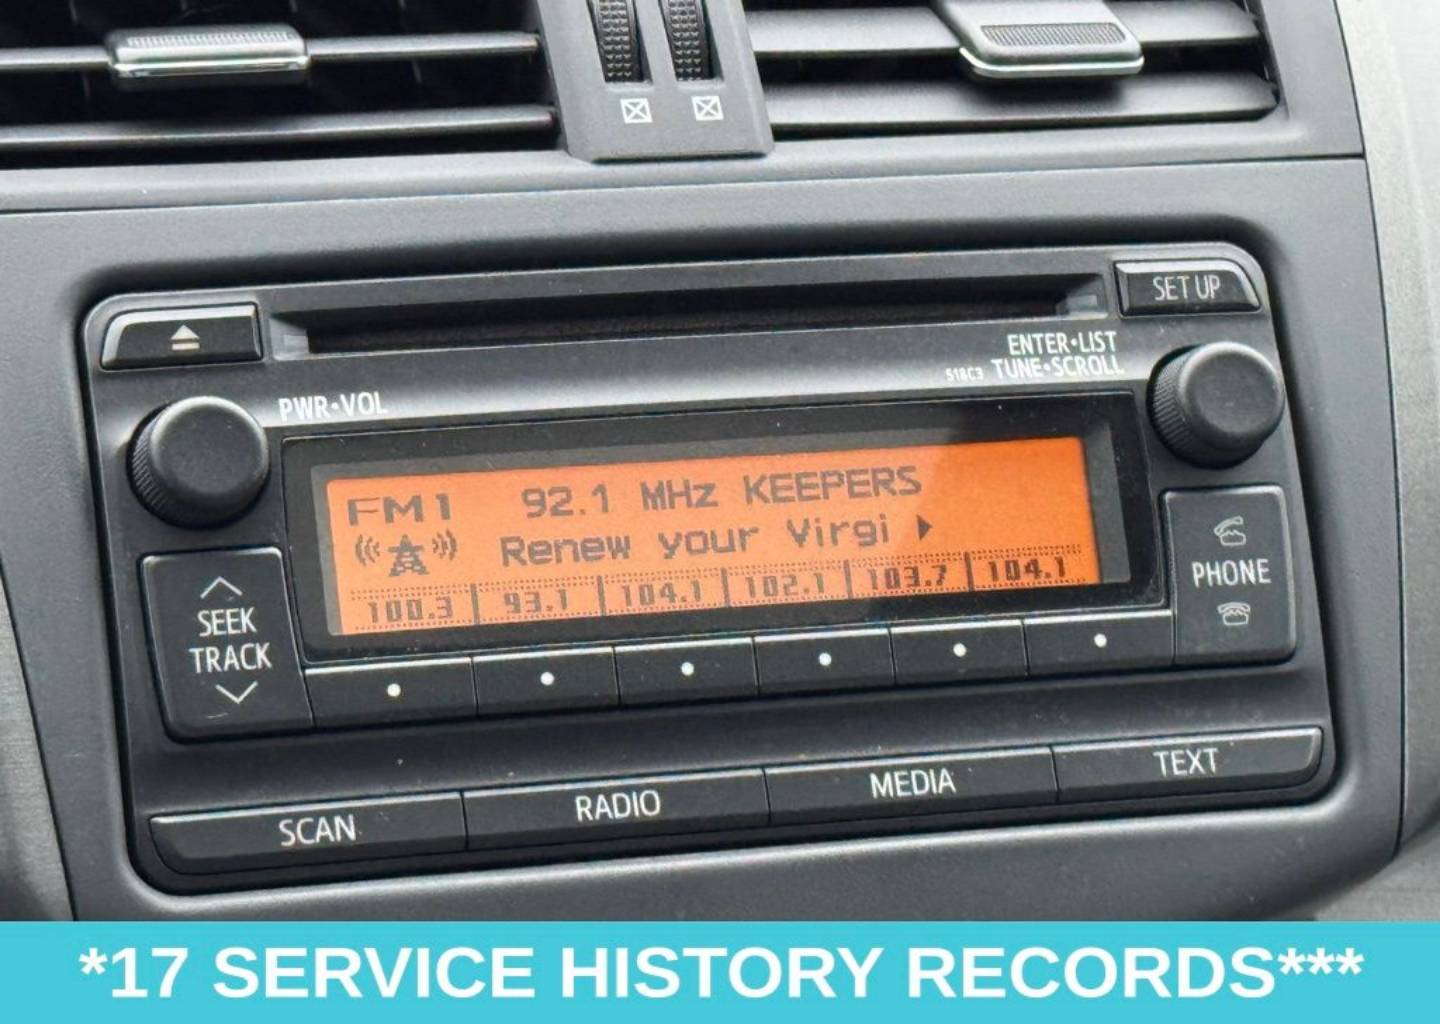 SET UP
ENTER•LIST
518C3 TUNE•SCROLL
PWR•VOL
FM1 92.1 MHz KEEPERS
Renew your Virgi
100.3 93.1 104.1 102.1 103.7 104.1
SEEK
TRACK
PHONE
SCAN RADIO MEDIA TEXT
*17 SERVICE HISTORY RECORDS***